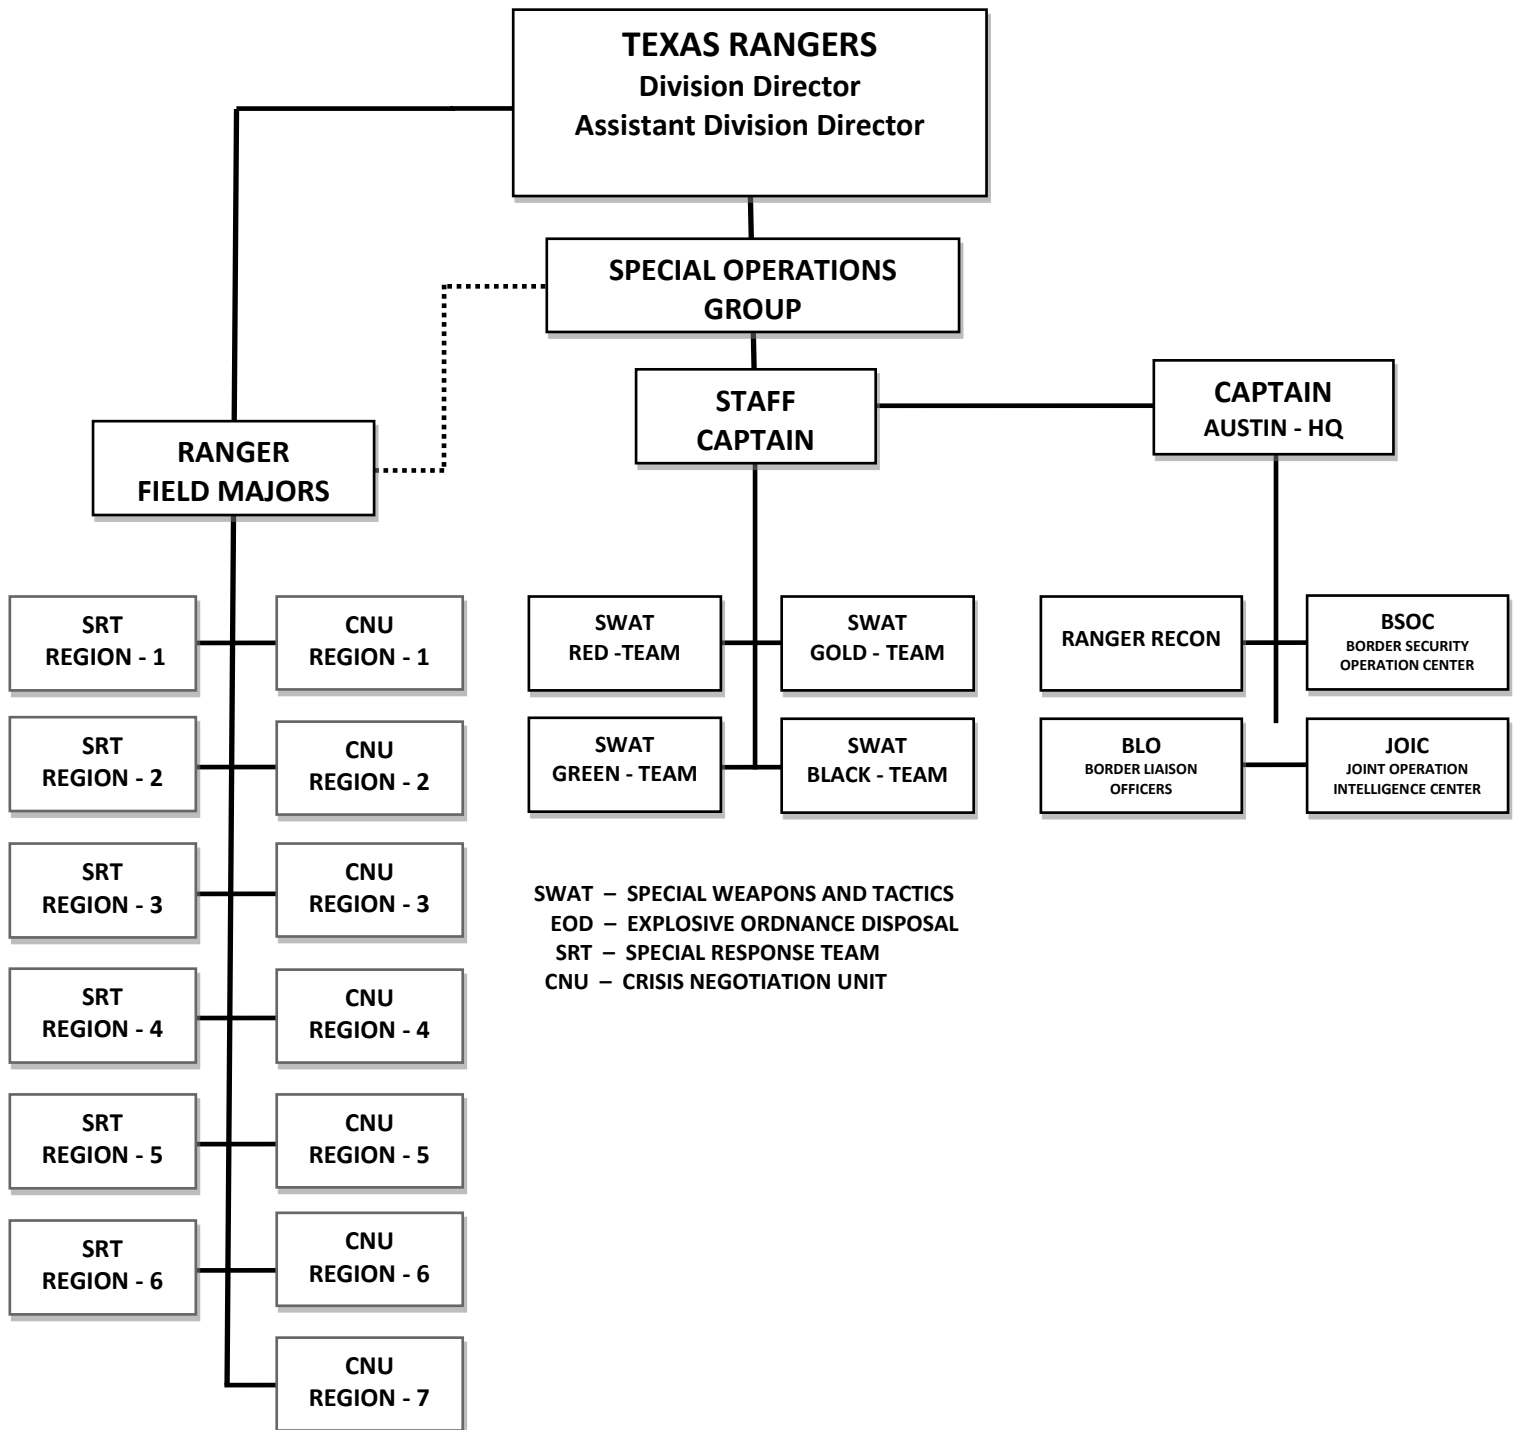 TEXAS RANGERS
Division Director
Assistant Division Director
SPECIAL OPERATIONS
GROUP
STAFF
CAPTAIN
CAPTAIN
AUSTIN - HQ
RANGER
FIELD MAJORS
SRT
REGION - 1
CNU
REGION - 1
SRT
REGION - 2
CNU
REGION - 2
SRT
REGION - 3
CNU
REGION - 3
SRT
REGION - 4
CNU
REGION - 4
SRT
REGION - 5
CNU
REGION - 5
SRT
REGION - 6
CNU
REGION - 6
CNU
REGION - 7
SWAT
RED -TEAM
SWAT
GOLD - TEAM
SWAT
GREEN - TEAM
SWAT
BLACK - TEAM
RANGER RECON
BSOC
BORDER SECURITY
OPERATION CENTER
BLO
BORDER LIAISON
OFFICERS
JOIC
JOINT OPERATION
INTELLIGENCE CENTER
SWAT – SPECIAL WEAPONS AND TACTICS
EOD – EXPLOSIVE ORDNANCE DISPOSAL
SRT – SPECIAL RESPONSE TEAM
CNU – CRISIS NEGOTIATION UNIT